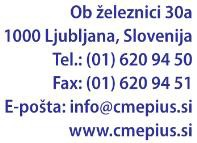 Ob železnici 30a
1000 Ljubljana, Slovenija
Tel.: (01) 620 94 50
Fax: (01) 620 94 51
E-pošta: info@cmepius.si
www.cmepius.si